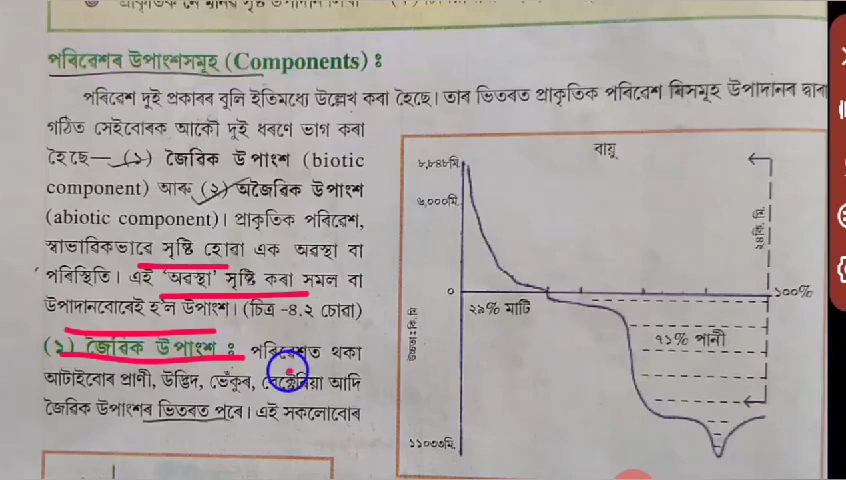 পৰিৱেশৰ উপাংশসমূহ (Components) :
পৰিৱেশ দুই প্ৰকাৰৰ বুলি ইতিমধ্যে উল্লেখ কৰা হৈছে। তাৰ ভিতৰত প্ৰাকৃতিক পৰিৱেশ যিসমূহ উপাদানৰ দ্বাৰা
গঠিত সেইবোৰক আকৌ দুই ধৰণে ভাগ কৰা
হৈছে— (১) জৈৱিক উপাংশ (biotic
component) আৰু (২) অজৈৱিক উপাংশ
(abiotic component)। প্ৰাকৃতিক পৰিৱেশ,
স্বাভাৱিকভাৱে সৃষ্টি হোৱা এক অৱস্থা বা
পৰিস্থিতি। এই 'অৱস্থা' সৃষ্টি কৰা সমল বা
উপাদানবোৰেই হ'ল উপাংশ। (চিত্ৰ -4.২ চোৱা)
(১) জৈৱিক উপাংশ : পৰিৱেশত থকা
আটাইবোৰ প্ৰাণী, উদ্ভিদ, ভেঁকুৰ, বেক্টেৰিয়া আদি
জৈৱিক উপাংশৰ ভিতৰত পৰে। এই সকলোবোৰ
বায়ু
৮,৮৪৮মি.
৬,০০০মি.
০
১০০%
২৯% মাটি
৭১% পানী
১১০৩৩মি.